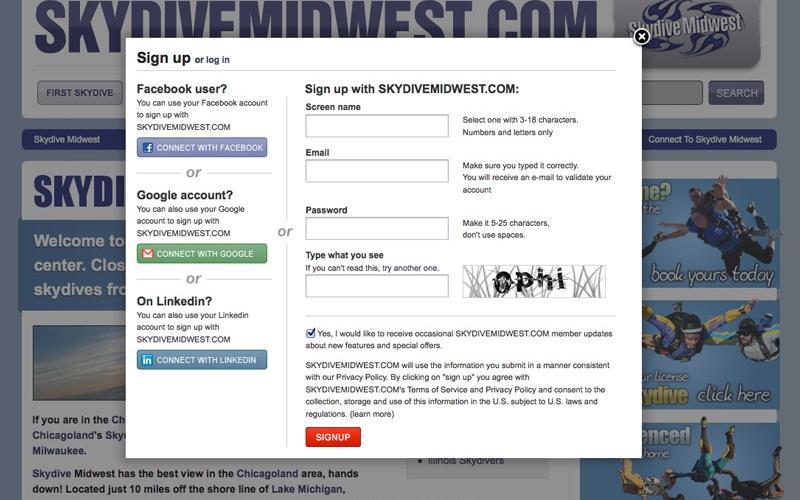 SKYDIVEMIDWEST.COM
Skydive Midwest
FIRST SKYDIVE
SEARCH
Skydive Midwest
Connect To Skydive Midwest
Sign up or log in
Facebook user?
You can use your Facebook account
to sign up with
SKYDIVEMIDWEST.COM
CONNECT WITH FACEBOOK
or
Google account?
You can also use your Google
account to sign up with
SKYDIVEMIDWEST.COM
CONNECT WITH GOOGLE
or
On Linkedin?
You can also use your Linkedin
account to sign up with
SKYDIVEMIDWEST.COM
CONNECT WITH LINKEDIN
or
Sign up with SKYDIVEMIDWEST.COM:
Screen name
Select one with 3-18 characters.
Numbers and letters only
Email
Make sure you typed it correctly.
You will receive an e-mail to validate your
account
Password
Make it 5-25 characters,
don't use spaces.
Type what you see
If you can't read this, try another one.
ophi
Yes, I would like to receive occasional SKYDIVEMIDWEST.COM member updates
about new features and special offers.
SKYDIVEMIDWEST.COM will use the information you submit in a manner consistent
with our Privacy Policy. By clicking on "sign up" you agree with
SKYDIVEMIDWEST.COM's Terms of Service and Privacy Policy and consent to the
collection, storage and use of this information in the U.S. subject to U.S. laws and
regulations. (learn more)
SIGNUP
SKYD
Welcome to
center. Clos
skydives fro
If you are in the Ch
Chicagoland's Sky
Milwaukee.
Skydive Midwest has the best view in the Chicagoland area, hands
down! Located just 10 miles off the shore line of Lake Michigan,
Illinois Skydivers
me?
the
book yours today
our license
ydive click here
enced
home